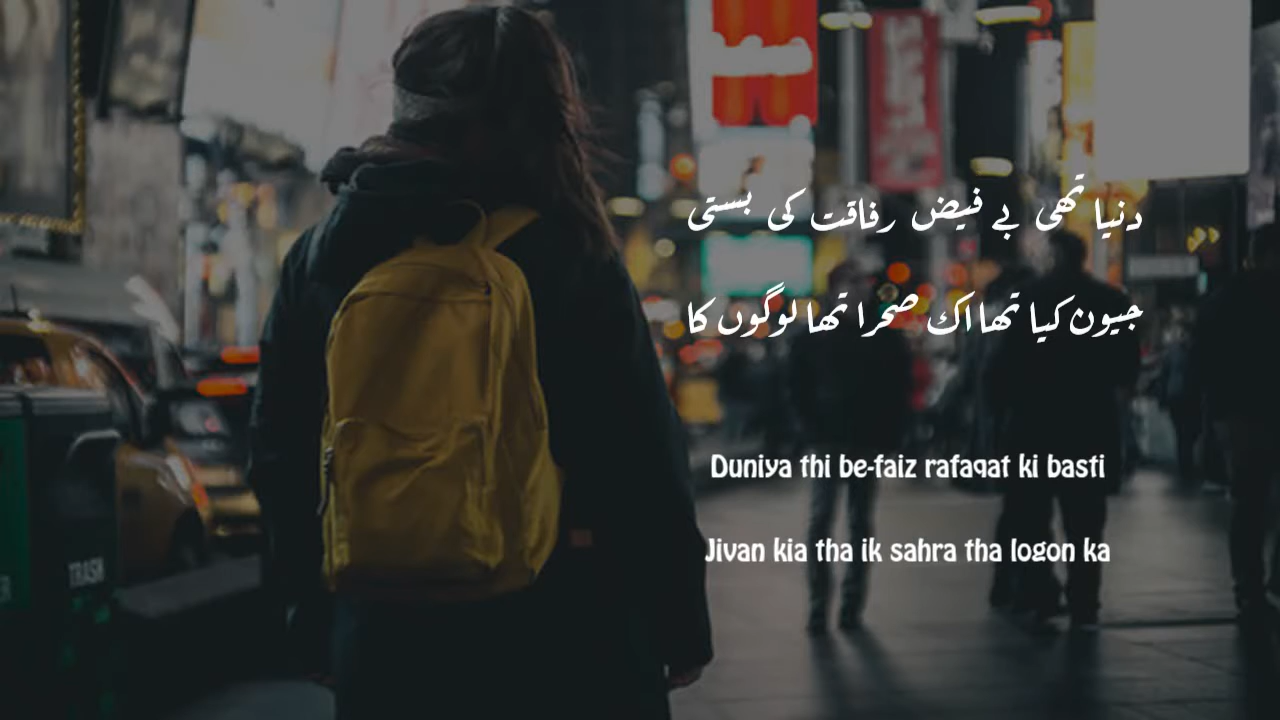 دنیا تھی بے فیض رفاقت کی بستی
جیون کیا تھا اک صحرا تھا لوگوں کا
Duniya thi be-faiz rafaqat ki basti
Jivan kia tha ik sahra tha logon ka
TRASH